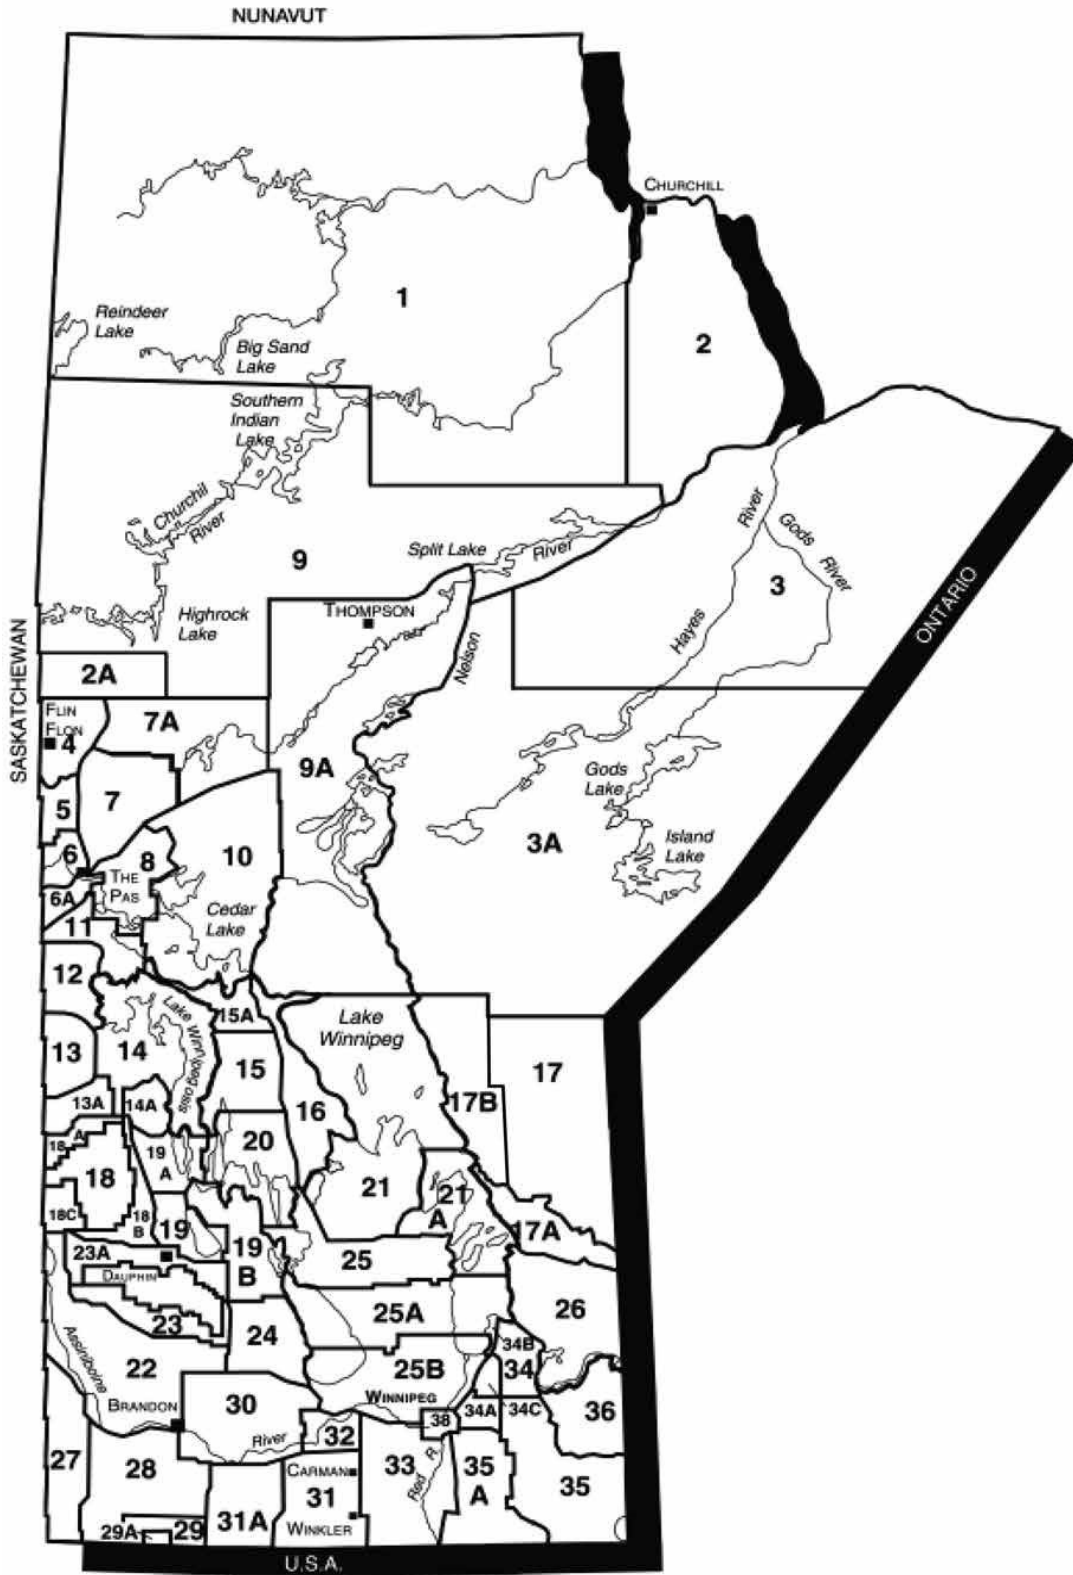 NUNAVUT
CHURCHILL
1
Reindeer
Lake
Big Sand
Lake
2
Southern
Indian
Lake
Churchil
River
9
Split Lake
River
River
Gods
River
3
Hayes
ONTARIO
Highrock
Lake
THOMPSON
Nelson
SASKATCHEWAN
2A
FLIN
FLON
4
7A
9A
Gods
Lake
5
7
3A
Island
Lake
6
8
THE
PAS
10
6A
Cedar
Lake
11
12
Lake Winnipegosis
15A
Lake
Winnipeg
13
14
15
17
13A
14A
16
17B
18
A
19
A
20
18
21
21
A
18C
18
B
19
19
B
17A
23A
25
DAUPHIN
23
24
25A
26
Assiniboine
22
25B
34B
34
BRANDON
30
WINNIPEG
34A
34C
36
38
River
32
27
28
CARMAN
33
Red R.
35
A
35
31
29A
29
31A
WINKLER
U.S.A.